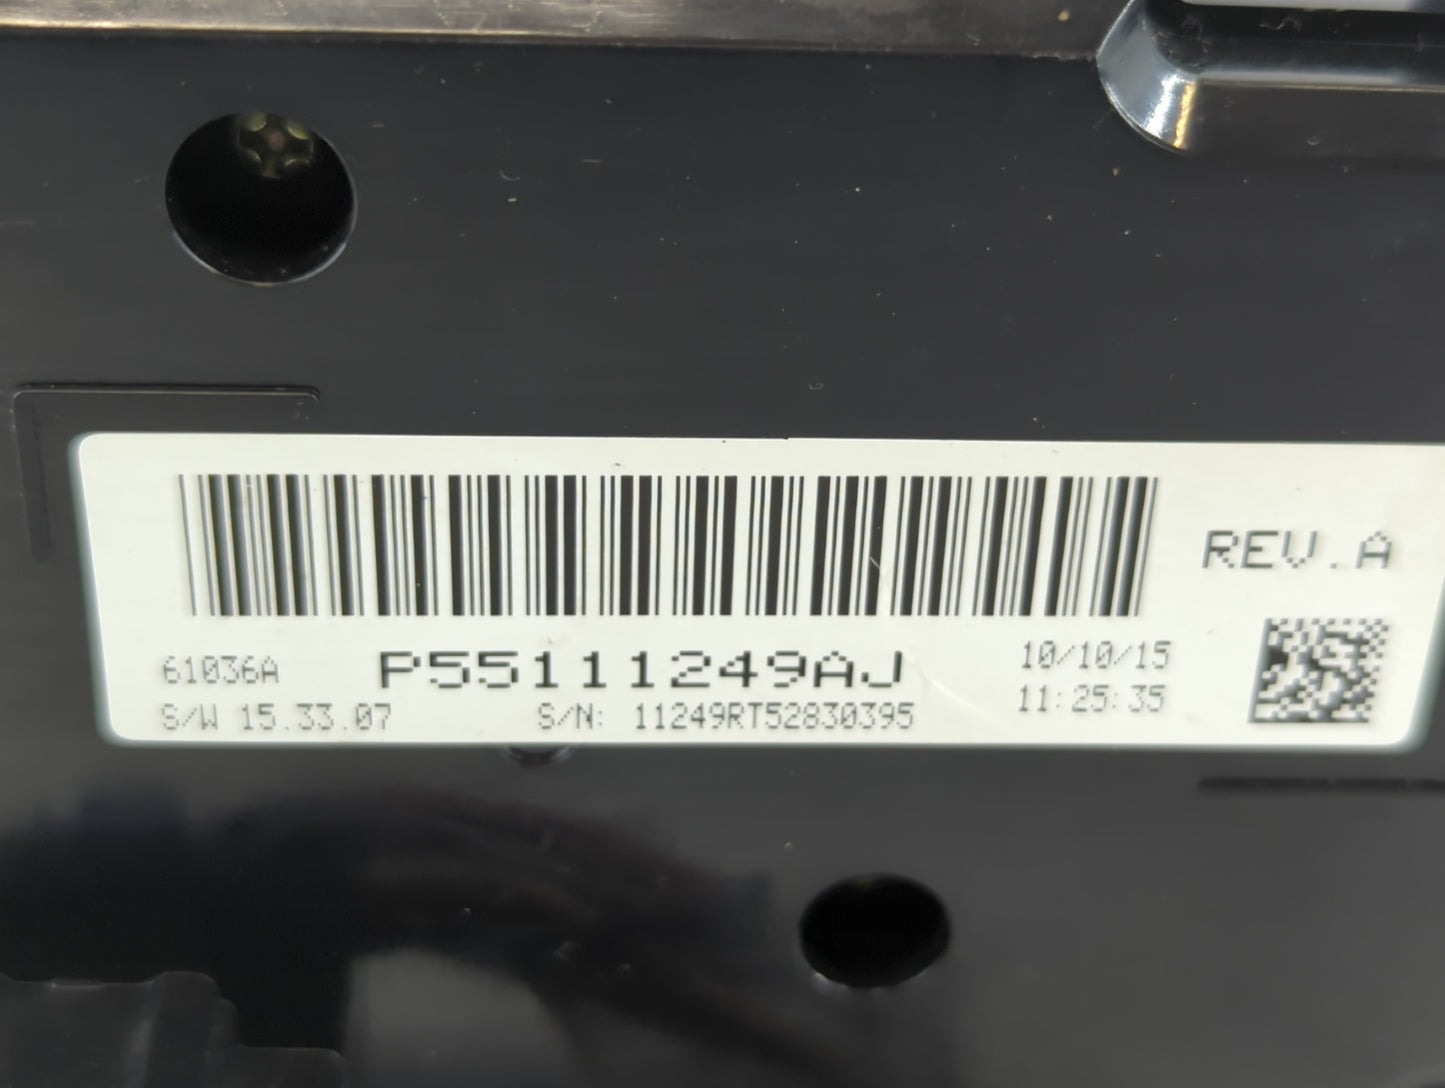 REV.A
61036A P55111249AJ 10/10/15
S/W 15.33.07 S/N: 11249RT52830395 11:25:35